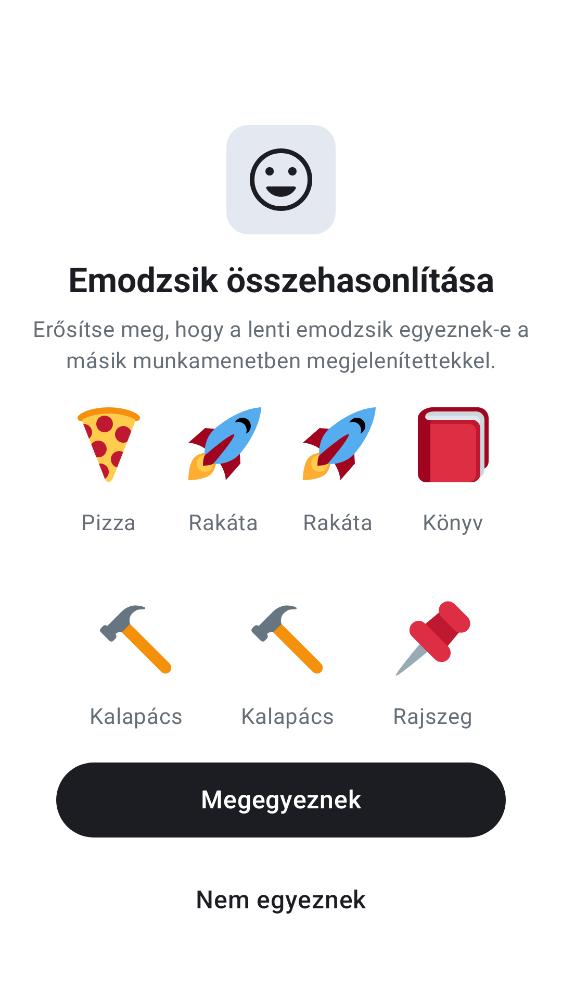 Emodzsik összehasonlítása
Erősítse meg, hogy a lenti emodzsik egyeznek-e a
másik munkamenetben megjelenítettekkel.
Pizza Rakáta Rakáta Könyv
Kalapács Kalapács Rajszeg
Megegyeznek
Nem egyeznek